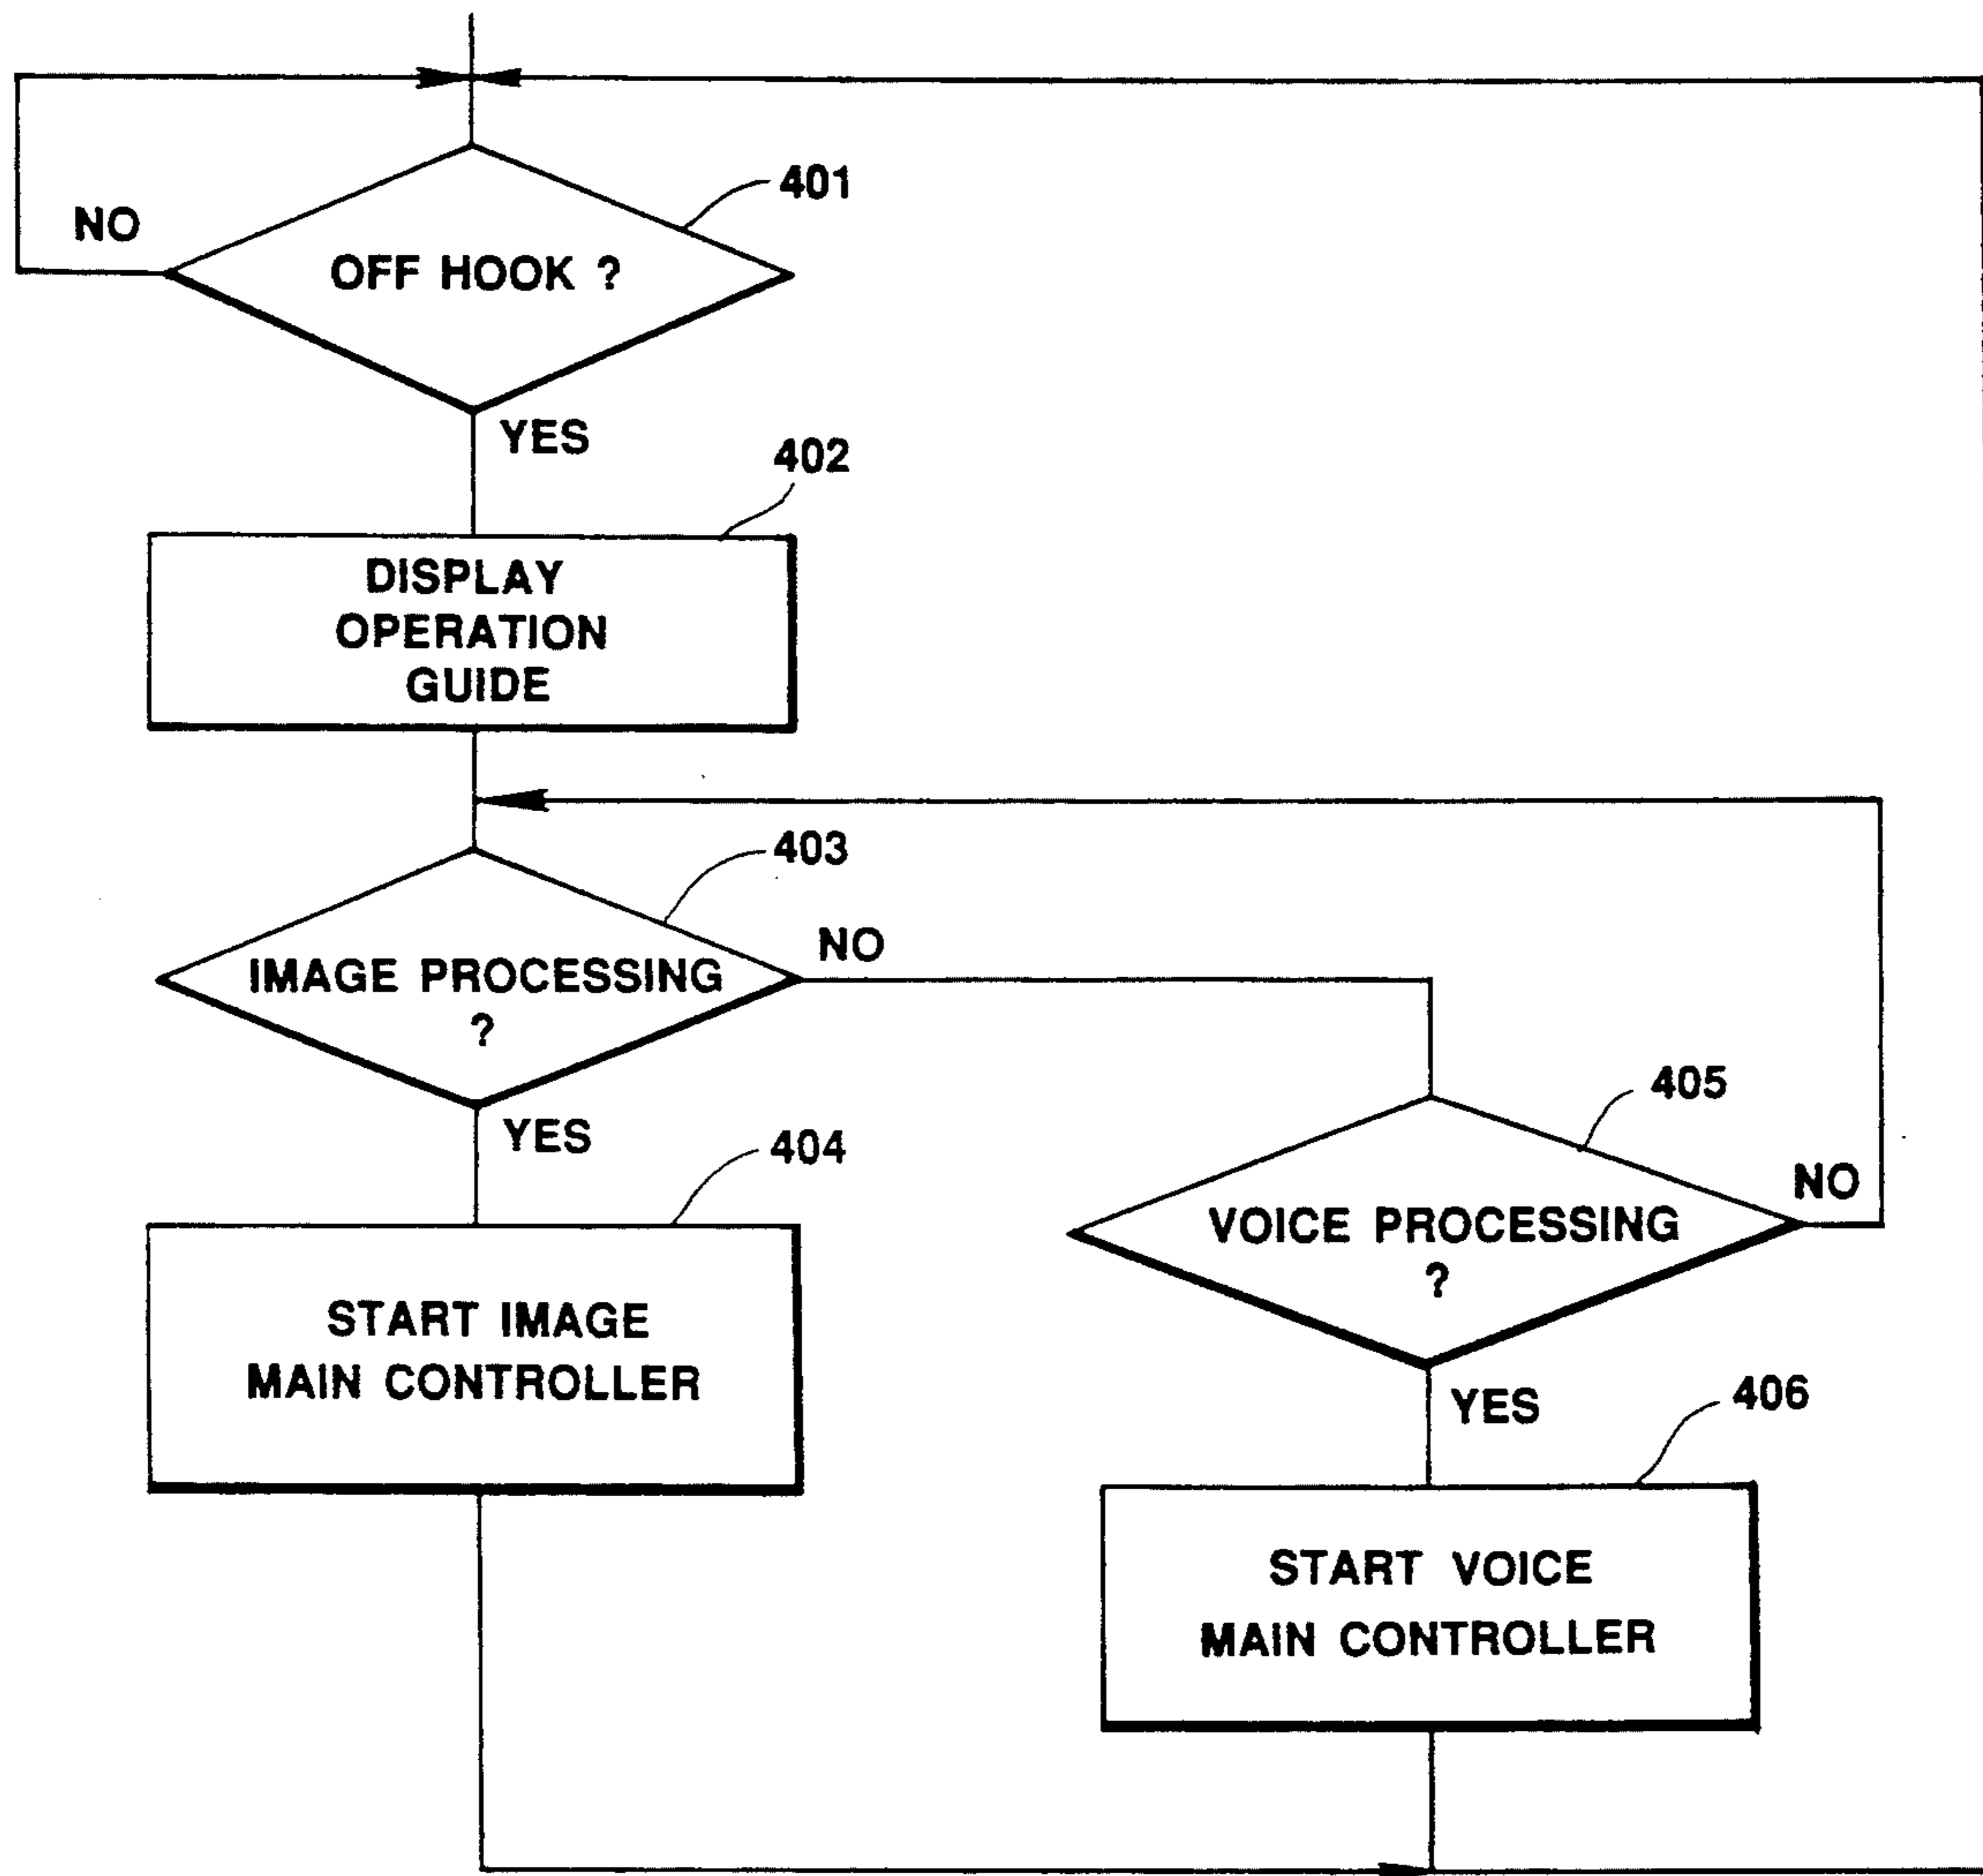 401
NO
OFF HOOK ?
YES
402
DISPLAY
OPERATION
GUIDE
403
NO
IMAGE PROCESSING
?
YES
404
START IMAGE
MAIN CONTROLLER
405
NO
VOICE PROCESSING
?
YES
406
START VOICE
MAIN CONTROLLER